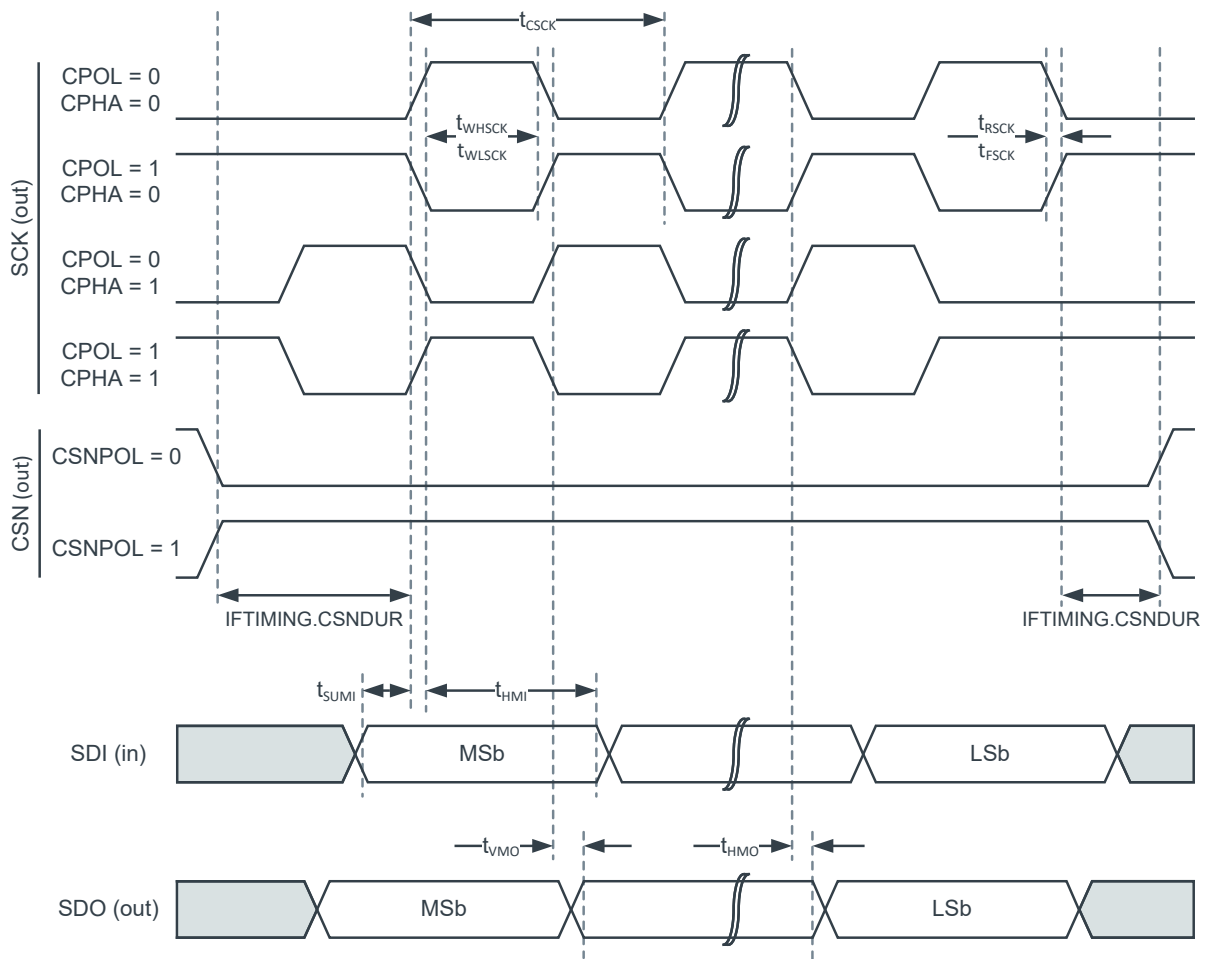 tCSCK
SCK (out)
CPOL = 0
CPHA = 0
tWHSCK
tWLSCK
tRSCK
tFSCK
CPOL = 1
CPHA = 0
CPOL = 0
CPHA = 1
CPOL = 1
CPHA = 1
CSN (out)
CSNPOL = 0
CSNPOL = 1
IFTIMING.CSNDUR
IFTIMING.CSNDUR
tSUMI
tHMI
SDI (in)
MSb
LSb
tVMO
tHMO
SDO (out)
MSb
LSb